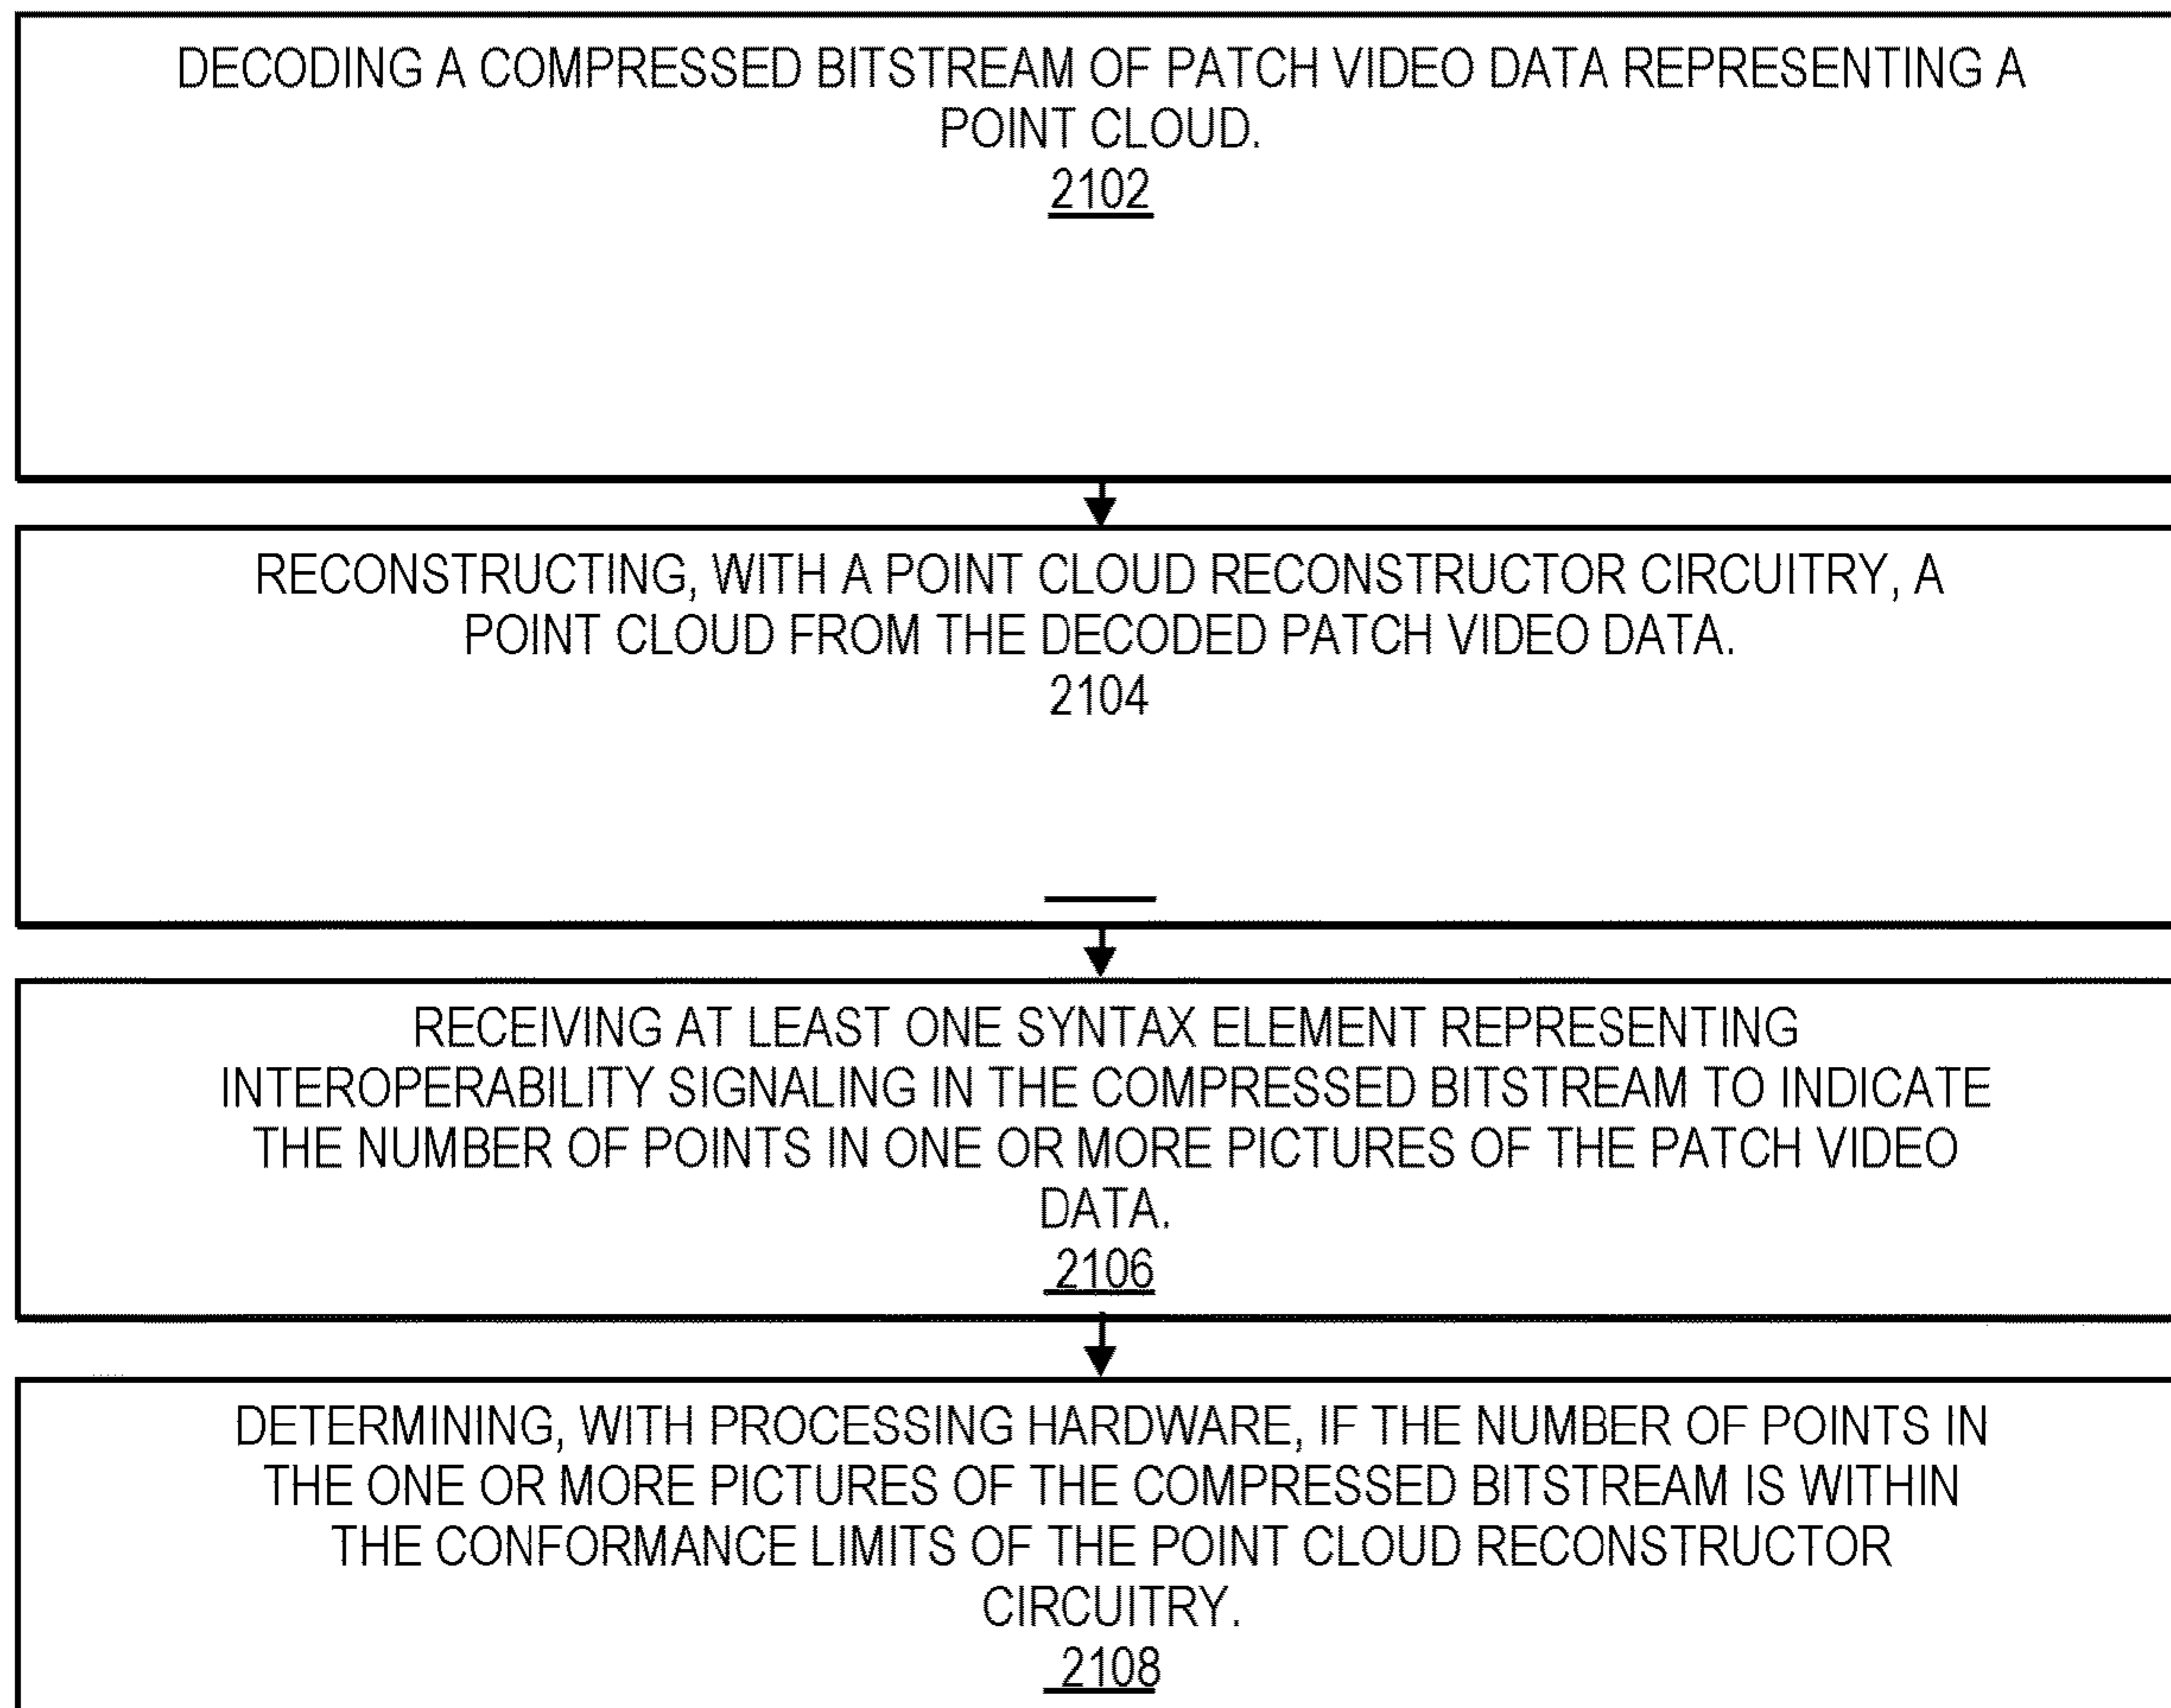 DECODING A COMPRESSED BITSTREAM OF PATCH VIDEO DATA REPRESENTING A
POINT CLOUD.
2102
RECONSTRUCTING, WITH A POINT CLOUD RECONSTRUCTOR CIRCUITRY, A
POINT CLOUD FROM THE DECODED PATCH VIDEO DATA.
2104
RECEIVING AT LEAST ONE SYNTAX ELEMENT REPRESENTING
INTEROPERABILITY SIGNALING IN THE COMPRESSED BITSTREAM TO INDICATE
THE NUMBER OF POINTS IN ONE OR MORE PICTURES OF THE PATCH VIDEO
DATA.
2106
DETERMINING, WITH PROCESSING HARDWARE, IF THE NUMBER OF POINTS IN
THE ONE OR MORE PICTURES OF THE COMPRESSED BITSTREAM IS WITHIN
THE CONFORMANCE LIMITS OF THE POINT CLOUD RECONSTRUCTOR
CIRCUITRY.
2108